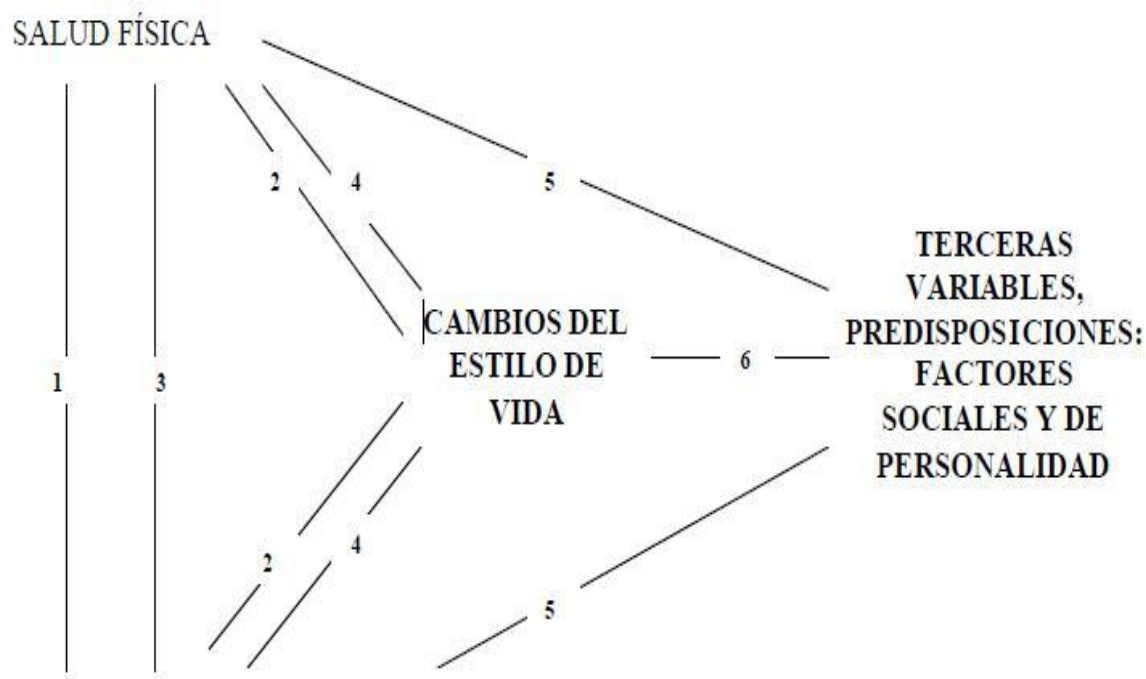 SALUD FÍSICA
2
4
5
TERCERAS
VARIABLES,
PREDISPOSICIONES:
FACTORES
SOCIALES Y DE
PERSONALIDAD
CAMBIOS DEL
ESTILO DE
VIDA
6
1
3
2
4
5